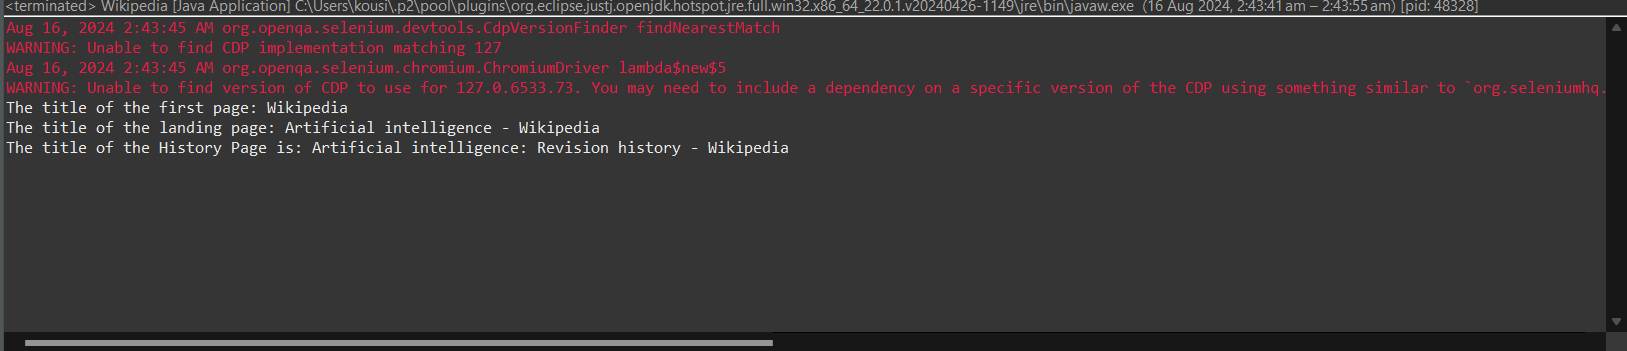 <terminated> Wikipedia [Java Application] C:\Users\kousi\.p2\pool\plugins\org.eclipse.justj.openjdk.hotspot.jre.full.win32.x86_64_22.0.1.v20240426-1149\jre\bin\javaw.exe (16 Aug 2024, 2:43:41 am – 2:43:55 am) [pid: 48328]
Aug 16, 2024 2:43:45 AM org.openqa.selenium.devtools.CdpVersionFinder findNearestMatch
WARNING: Unable to find CDP implementation matching 127
Aug 16, 2024 2:43:45 AM org.openqa.selenium.chromium.ChromiumDriver lambda$new$5
WARNING: Unable to find version of CDP to use for 127.0.6533.73. You may need to include a dependency on a specific version of the CDP using something similar to `org.seleniumhq.
The title of the first page: Wikipedia
The title of the landing page: Artificial intelligence - Wikipedia
The title of the History Page is: Artificial intelligence: Revision history - Wikipedia